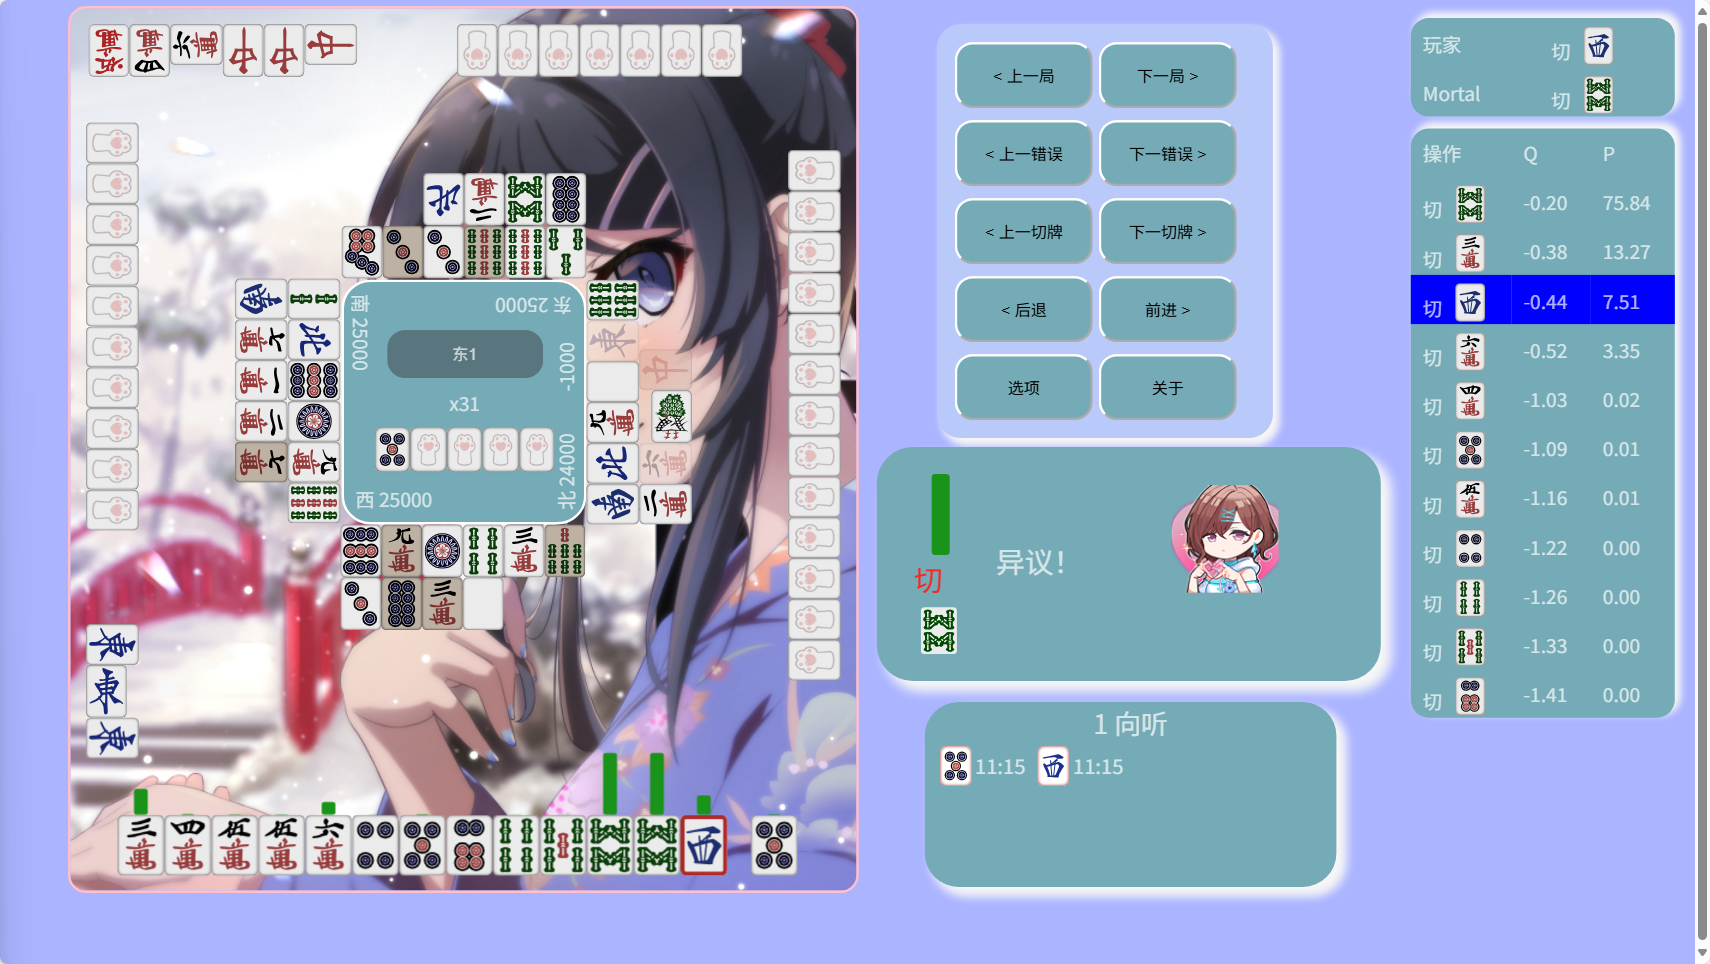 南 25000
东 25000
东1
-1000
x31
西 25000
北 24000
< 上一局
下一局 >
< 上一错误
下一错误 >
< 上一切牌
下一切牌 >
< 后退
前进 >
选项
关于
切
异议！
1 向听
11:15
11:15
玩家
切
Mortal
切
操作 Q P
切 -0.20 75.84
切 -0.38 13.27
切 -0.44 7.51
切 -0.52 3.35
切 -1.03 0.02
切 -1.09 0.01
切 -1.16 0.01
切 -1.22 0.00
切 -1.26 0.00
切 -1.33 0.00
切 -1.41 0.00